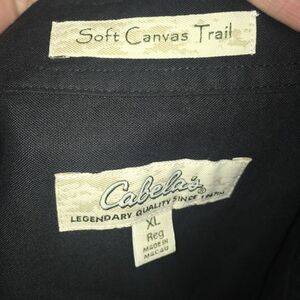 Soft Canvas Trail
Cabela's®
LEGENDARY QUALITY SINCE 1961
XL
Reg
MADE IN
MACAU